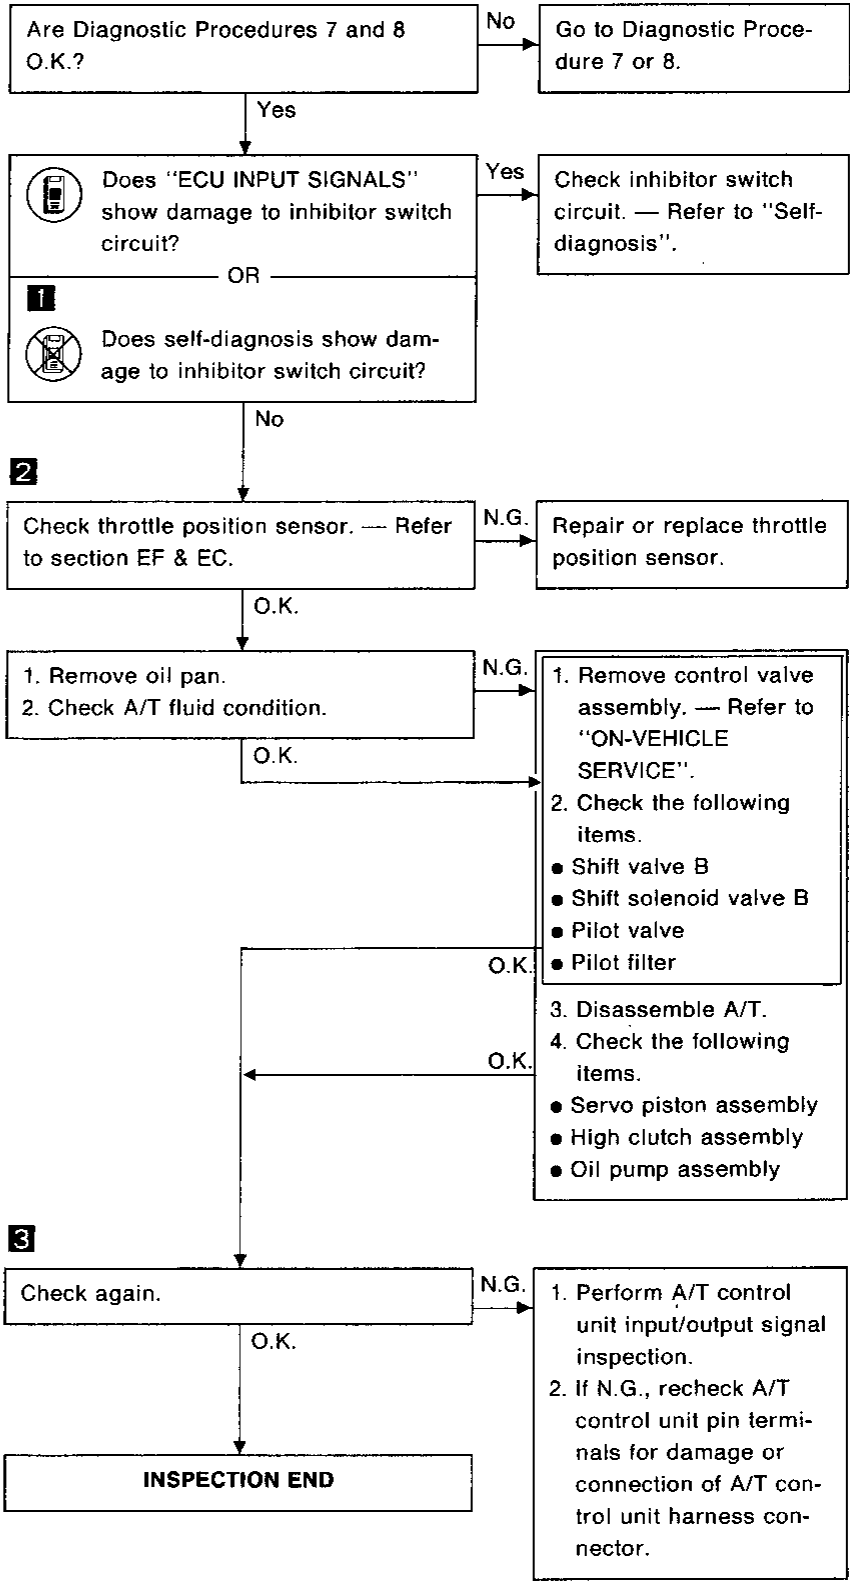 Are Diagnostic Procedures 7 and 8
O.K.?
No
Go to Diagnostic Proce-
dure 7 or 8.
Yes
Does "ECU INPUT SIGNALS"
show damage to inhibitor switch
circuit?
Yes
Check inhibitor switch
circuit. — Refer to "Self-
diagnosis".
OR
1
Does self-diagnosis show dam-
age to inhibitor switch circuit?
No
2
Check throttle position sensor. — Refer
to section EF & EC.
N.G.
Repair or replace throttle
position sensor.
O.K.
1. Remove oil pan.
2. Check A/T fluid condition.
N.G.
O.K.
1. Remove control valve
assembly. — Refer to
"ON-VEHICLE
SERVICE".
2. Check the following
items.
● Shift valve B
● Shift solenoid valve B
● Pilot valve
● Pilot filter
O.K.
3. Disassemble A/T.
4. Check the following
items.
● Servo piston assembly
● High clutch assembly
● Oil pump assembly
O.K.
3
Check again.
N.G.
O.K.
1. Perform A/T control
unit input/output signal
inspection.
2. If N.G., recheck A/T
control unit pin termi-
nals for damage or
connection of A/T con-
trol unit harness con-
nector.
INSPECTION END